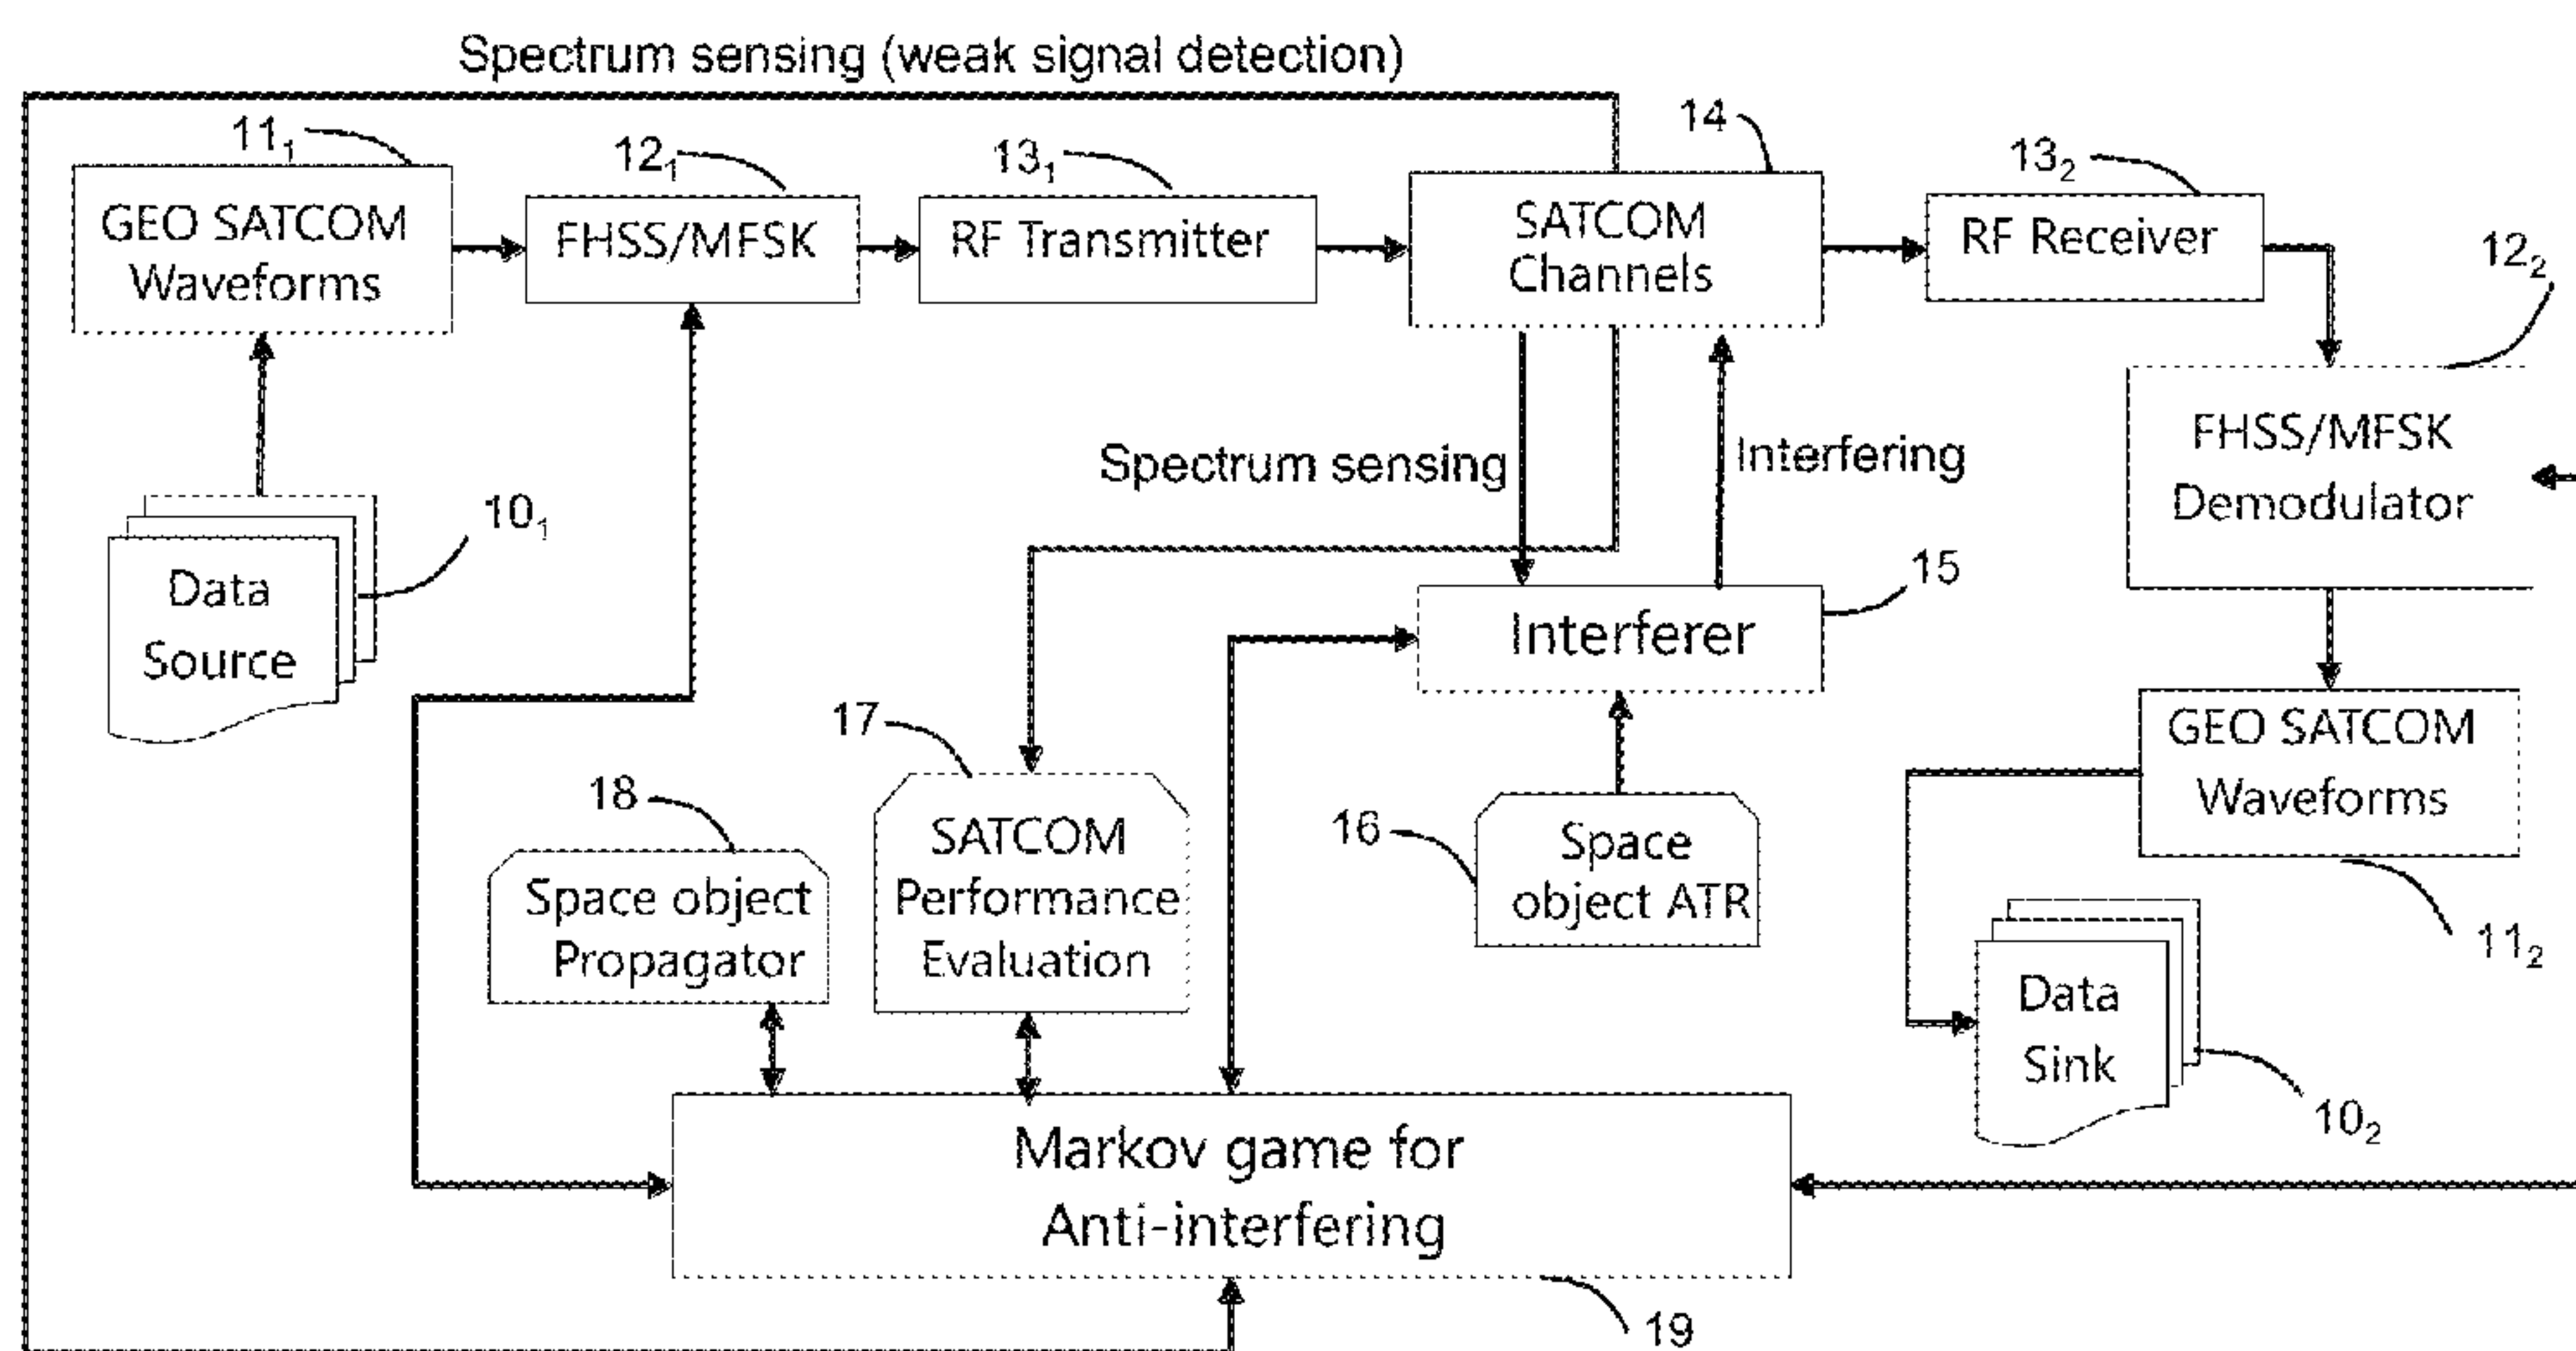 Spectrum sensing (weak signal detection)
11₁
12₁
13₁
14
13₂
12₂
GEO SATCOM
Waveforms
FHSS/MFSK
RF Transmitter
SATCOM
Channels
RF Receiver
FHSS/MFSK
Demodulator
Spectrum sensing
Interfering
10₁
Data
Source
15
Interferer
17
18
16
GEO SATCOM
Waveforms
11₂
Space object
Propagator
SATCOM
Performance
Evaluation
Space
object ATR
Data
Sink
10₂
Markov game for
Anti-interfering
19